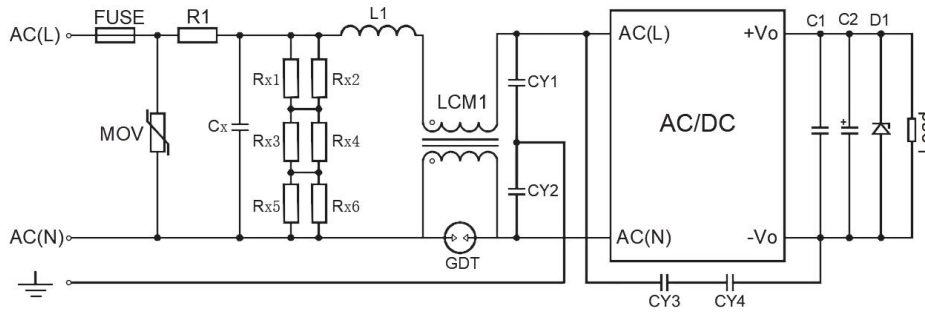 FUSE
R1
L1
C1
C2
D1
AC(L)
AC(L)
+Vo
Rx1
Rx2
CY1
LCM1
AC/DC
MOV
Cx
Rx3
Rx4
+
CY2
Rx5
Rx6
AC(N)
AC(N)
-Vo
GDT
CY3
CY4